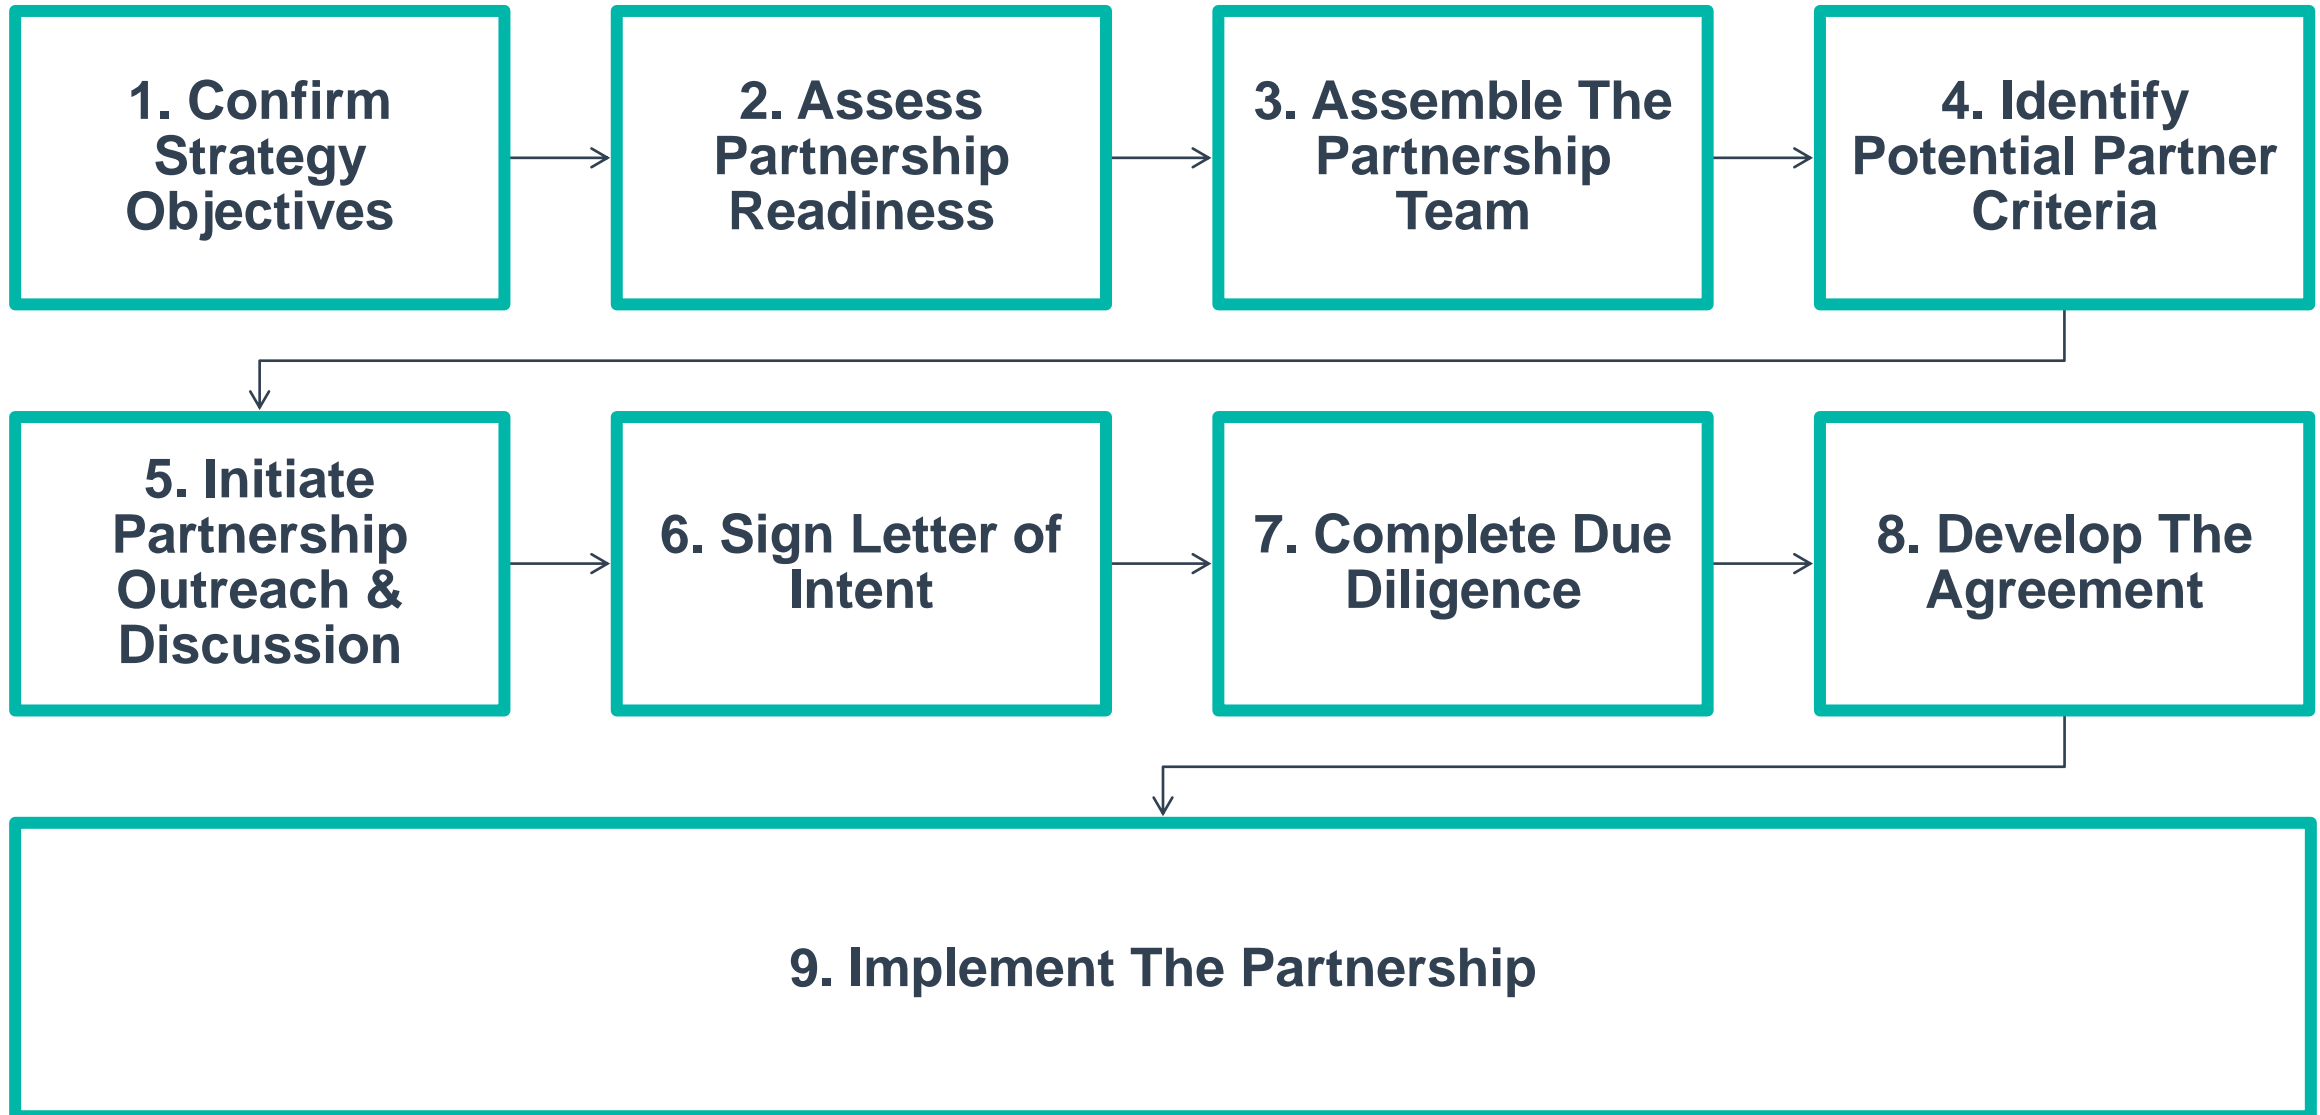 1. Confirm
Strategy
Objectives
2. Assess
Partnership
Readiness
3. Assemble The
Partnership
Team
4. Identify
Potential Partner
Criteria
5. Initiate
Partnership
Outreach &
Discussion
6. Sign Letter of
Intent
7. Complete Due
Diligence
8. Develop The
Agreement
9. Implement The Partnership